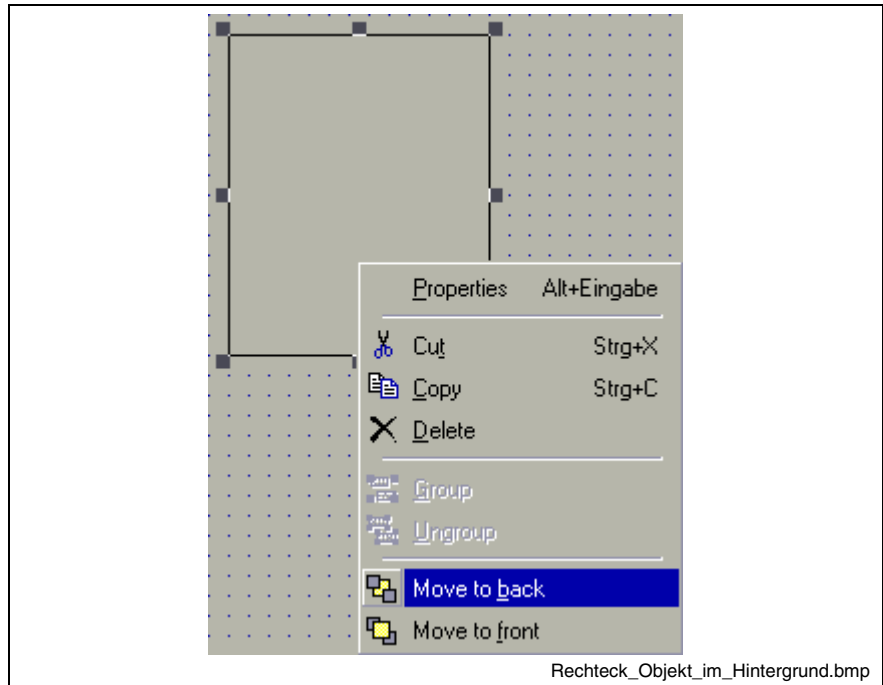 Properties Alt+Eingabe
Cut Strg+X
Copy Strg+C
Delete
Group
Ungroup
Move to back
Move to front
Rechteck_Objekt_im_Hintergrund.bmp